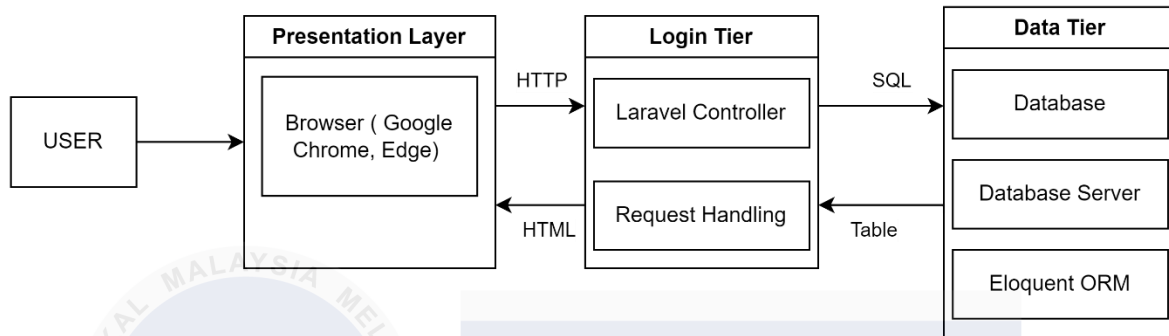 Presentation Layer
Login Tier
Data Tier
USER
Browser ( Google
Chrome, Edge)
HTTP
HTML
Laravel Controller
Request Handling
SQL
Table
Database
Database Server
Eloquent ORM
MALAYSIA